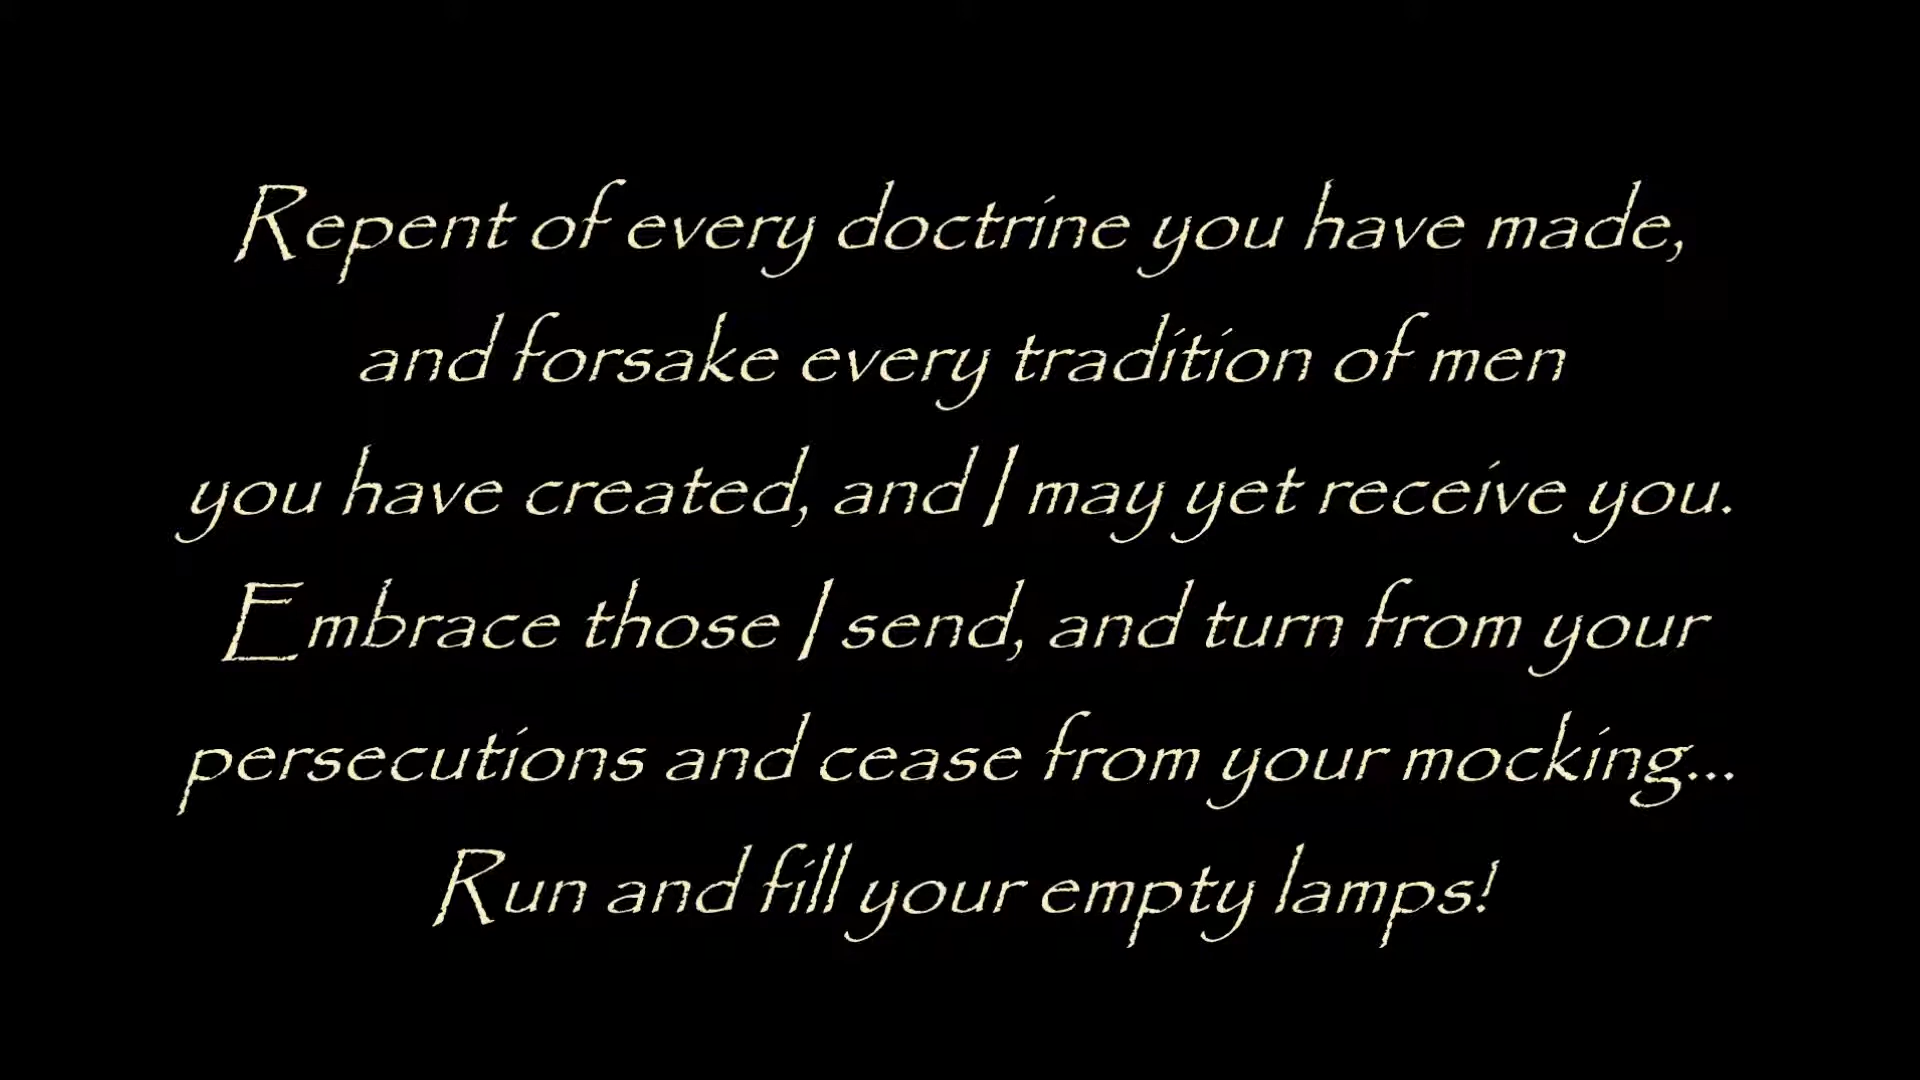 Repent of every doctrine you have made,
and forsake every tradition of men
you have created, and I may yet receive you.
Embrace those I send, and turn from your
persecutions and cease from your mocking...
Run and fill your empty lamps!